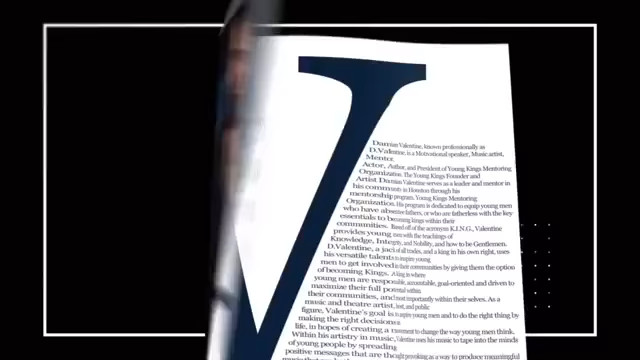 V
Damian Valentine, known professionally as
D.Valentine, is a Motivational speaker, Music artist,
Mentor,
Actor, Author, and President of Young Kings Mentoring
Organization. The Young Kings Founder and
Artist Damian Valentine serves as a leader and mentor in
his community in Houston through his
mentorship program, Young Kings Mentoring
Organization. His program is dedicated to equip young men
who have absentee fathers, or who are fatherless with the key
essentials to becoming kings within their
communities. Based off of the acronym K.I.N.G., Valentine
provides young men with the teachings of
Knowledge, Integrity, and Nobility, and how to be Gentlemen.
D.Valentine, a jack of all trades, and a king in his own right, uses
his versatile talents to inspire young
men to get involved in their communities by giving them the option
of becoming Kings. A king is where
young men are responsible, accountable, goal-oriented and driven to
maximize their full potential within
their communities, and most importantly within their selves. As a
music and theatre artist, and public
figure, Valentine's goal is to inspire young men and to do the right thing by
making the right decisions in
life, in hopes of creating a movement to change the way young men think.
Within his artistry in music, Valentine uses his music to tape into the minds
of young people by spreading
positive messages that are thought provoking as a way to produce meaningful